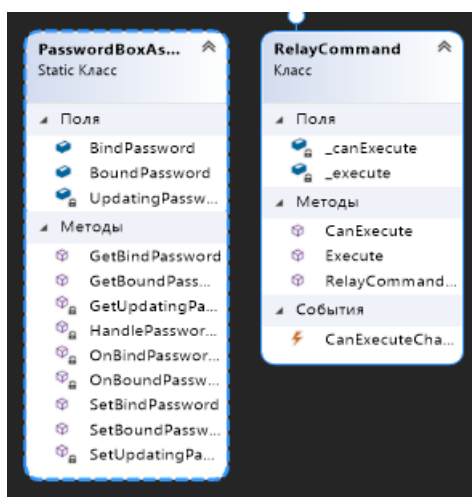 PasswordBoxAs...
Static Класс
Поля
BindPassword
BoundPassword
UpdatingPassw...
Методы
GetBindPassword
GetBoundPass...
GetUpdatingPa...
HandlePasswor...
OnBindPasswor...
OnBoundPassw...
SetBindPassword
SetBoundPassw...
SetUpdatingPa...
RelayCommand
Класс
Поля
_canExecute
_execute
Методы
CanExecute
Execute
RelayCommand...
События
CanExecuteCha...